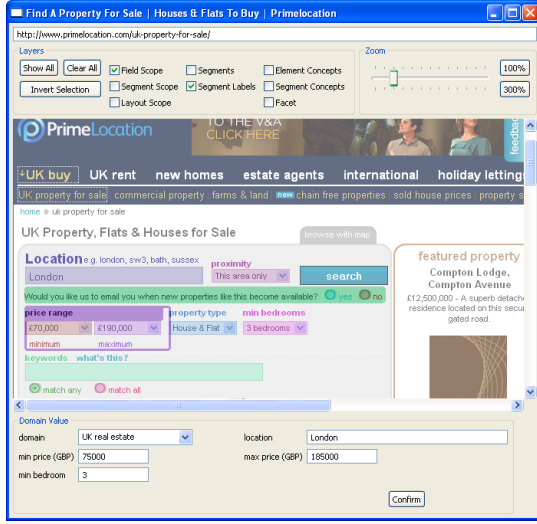 Find A Property For Sale | Houses & Flats To Buy | Primelocation
http://www.primelocation.com/uk-property-for-sale/
Layers
Zoom
Show All Clear All Field Scope Segments Element Concepts 100%
Invert Selection Segment Scope Segment Labels Segment Concepts 300%
Layout Scope Facet
TO THE V&A
CLICK HERE
PrimeLocation
feedba
UK buy UK rent new homes estate agents international holiday letting
UK property for sale commercial property farms & land new chain free properties sold house prices property s
home » uk property for sale
UK Property, Flats & Houses for Sale browse with map
Location e.g. london, sw3, bath, sussex proximity
London This area only search
Would you like us to email you when new properties like this become available? yes no
price range property type min bedrooms
£70,000 £190,000 House & Flat 3 bedrooms
minimum maximum
keywords what's this?
match any match all
featured property
Compton Lodge,
Compton Avenue
£12,500,000 - A superb detache
residence located on this secur
gated road.
Domain Value
domain UK real estate location London
min price (GBP) 75000 max price (GBP) 185000
min bedroom 3
Confirm